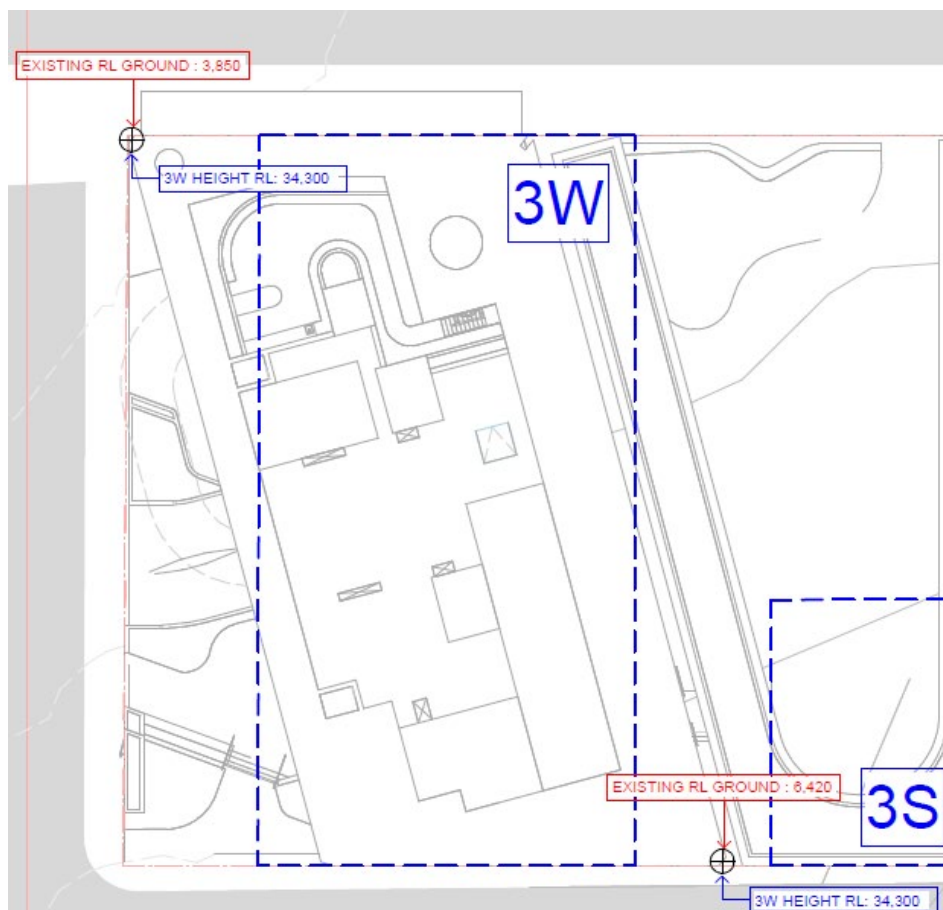 EXISTING RL GROUND : 3,850
3W HEIGHT RL: 34,300
3W
EXISTING RL GROUND : 6,420
3S
3W HEIGHT RL: 34,300